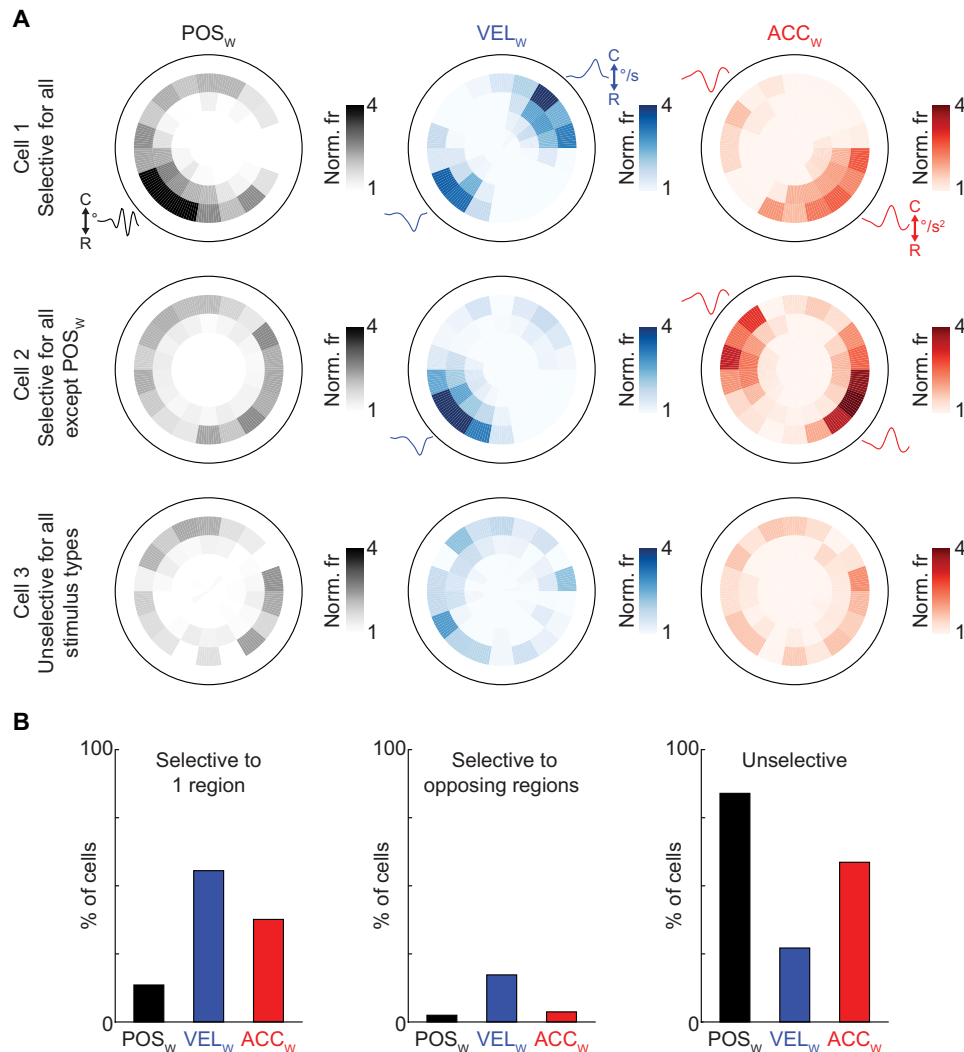 A
POSW
VELW
ACCW
Cell 1
Selective for all
Norm. fr
4
1
C
°
R
Norm. fr
4
1
C
°/s
R
Norm. fr
4
1
C
°/s²
R
Cell 2
Selective for all
except POSW
Norm. fr
4
1
Norm. fr
4
1
Norm. fr
4
1
Cell 3
Unselective for all
stimulus types
Norm. fr
4
1
Norm. fr
4
1
Norm. fr
4
1
B
Selective to
1 region
% of cells
100
0
POSW VELW ACCW
Selective to
opposing regions
% of cells
100
0
POSW VELW ACCW
Unselective
% of cells
100
0
POSW VELW ACCW